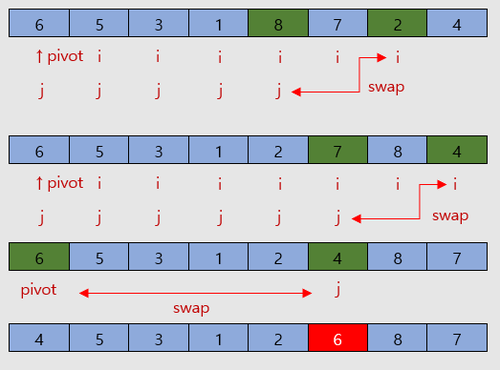 6 5 3 1 8 7 2 4
↑ pivot i i i i i i
j j j j j swap
6 5 3 1 2 7 8 4
↑ pivot i i i i i i i
j j j j j j swap
6 5 3 1 2 4 8 7
pivot j
swap
4 5 3 1 2 6 8 7